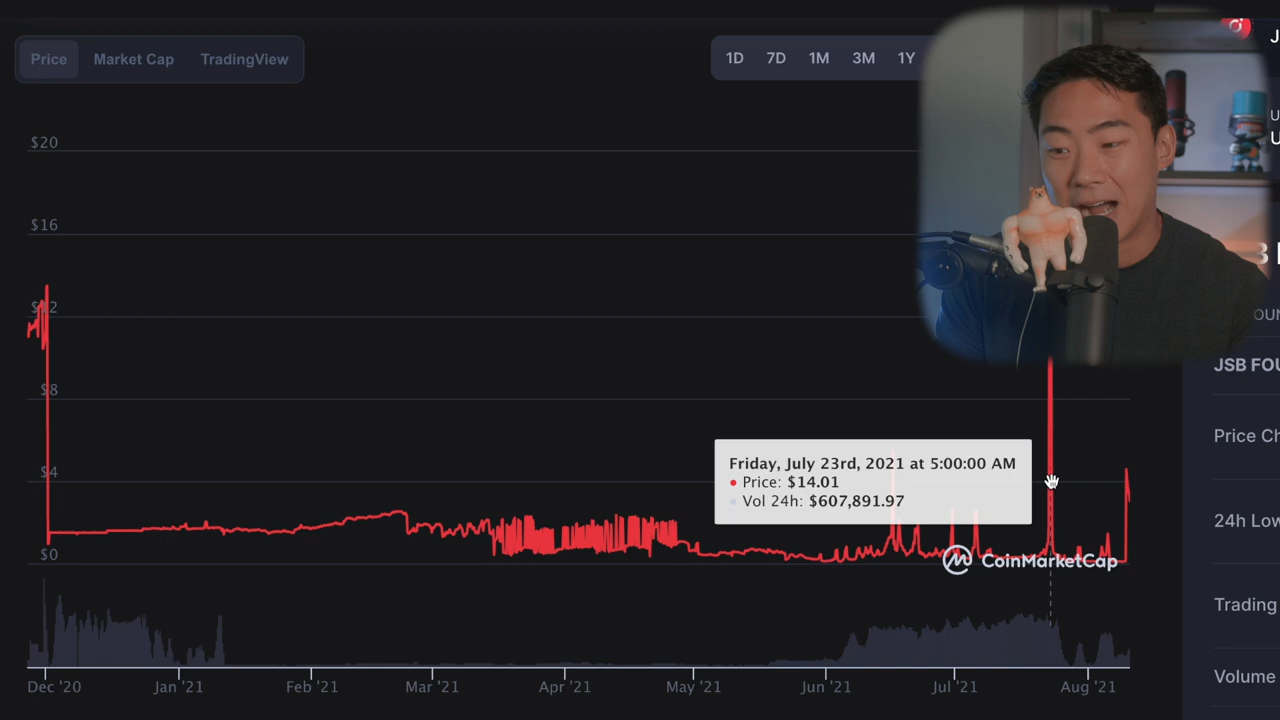 Price Market Cap TradingView
1D 7D 1M 3M 1Y
$20
$16
$12
$8
$4
$0
Friday, July 23rd, 2021 at 5:00:00 AM
Price: $14.01
Vol 24h: $607,891.97
CoinMarketCap
Dec '20 Jan '21 Feb '21 Mar '21 Apr '21 May '21 Jun '21 Jul '21 Aug '21
JSB FOU
Price Ch
24h Low
Trading
Volume